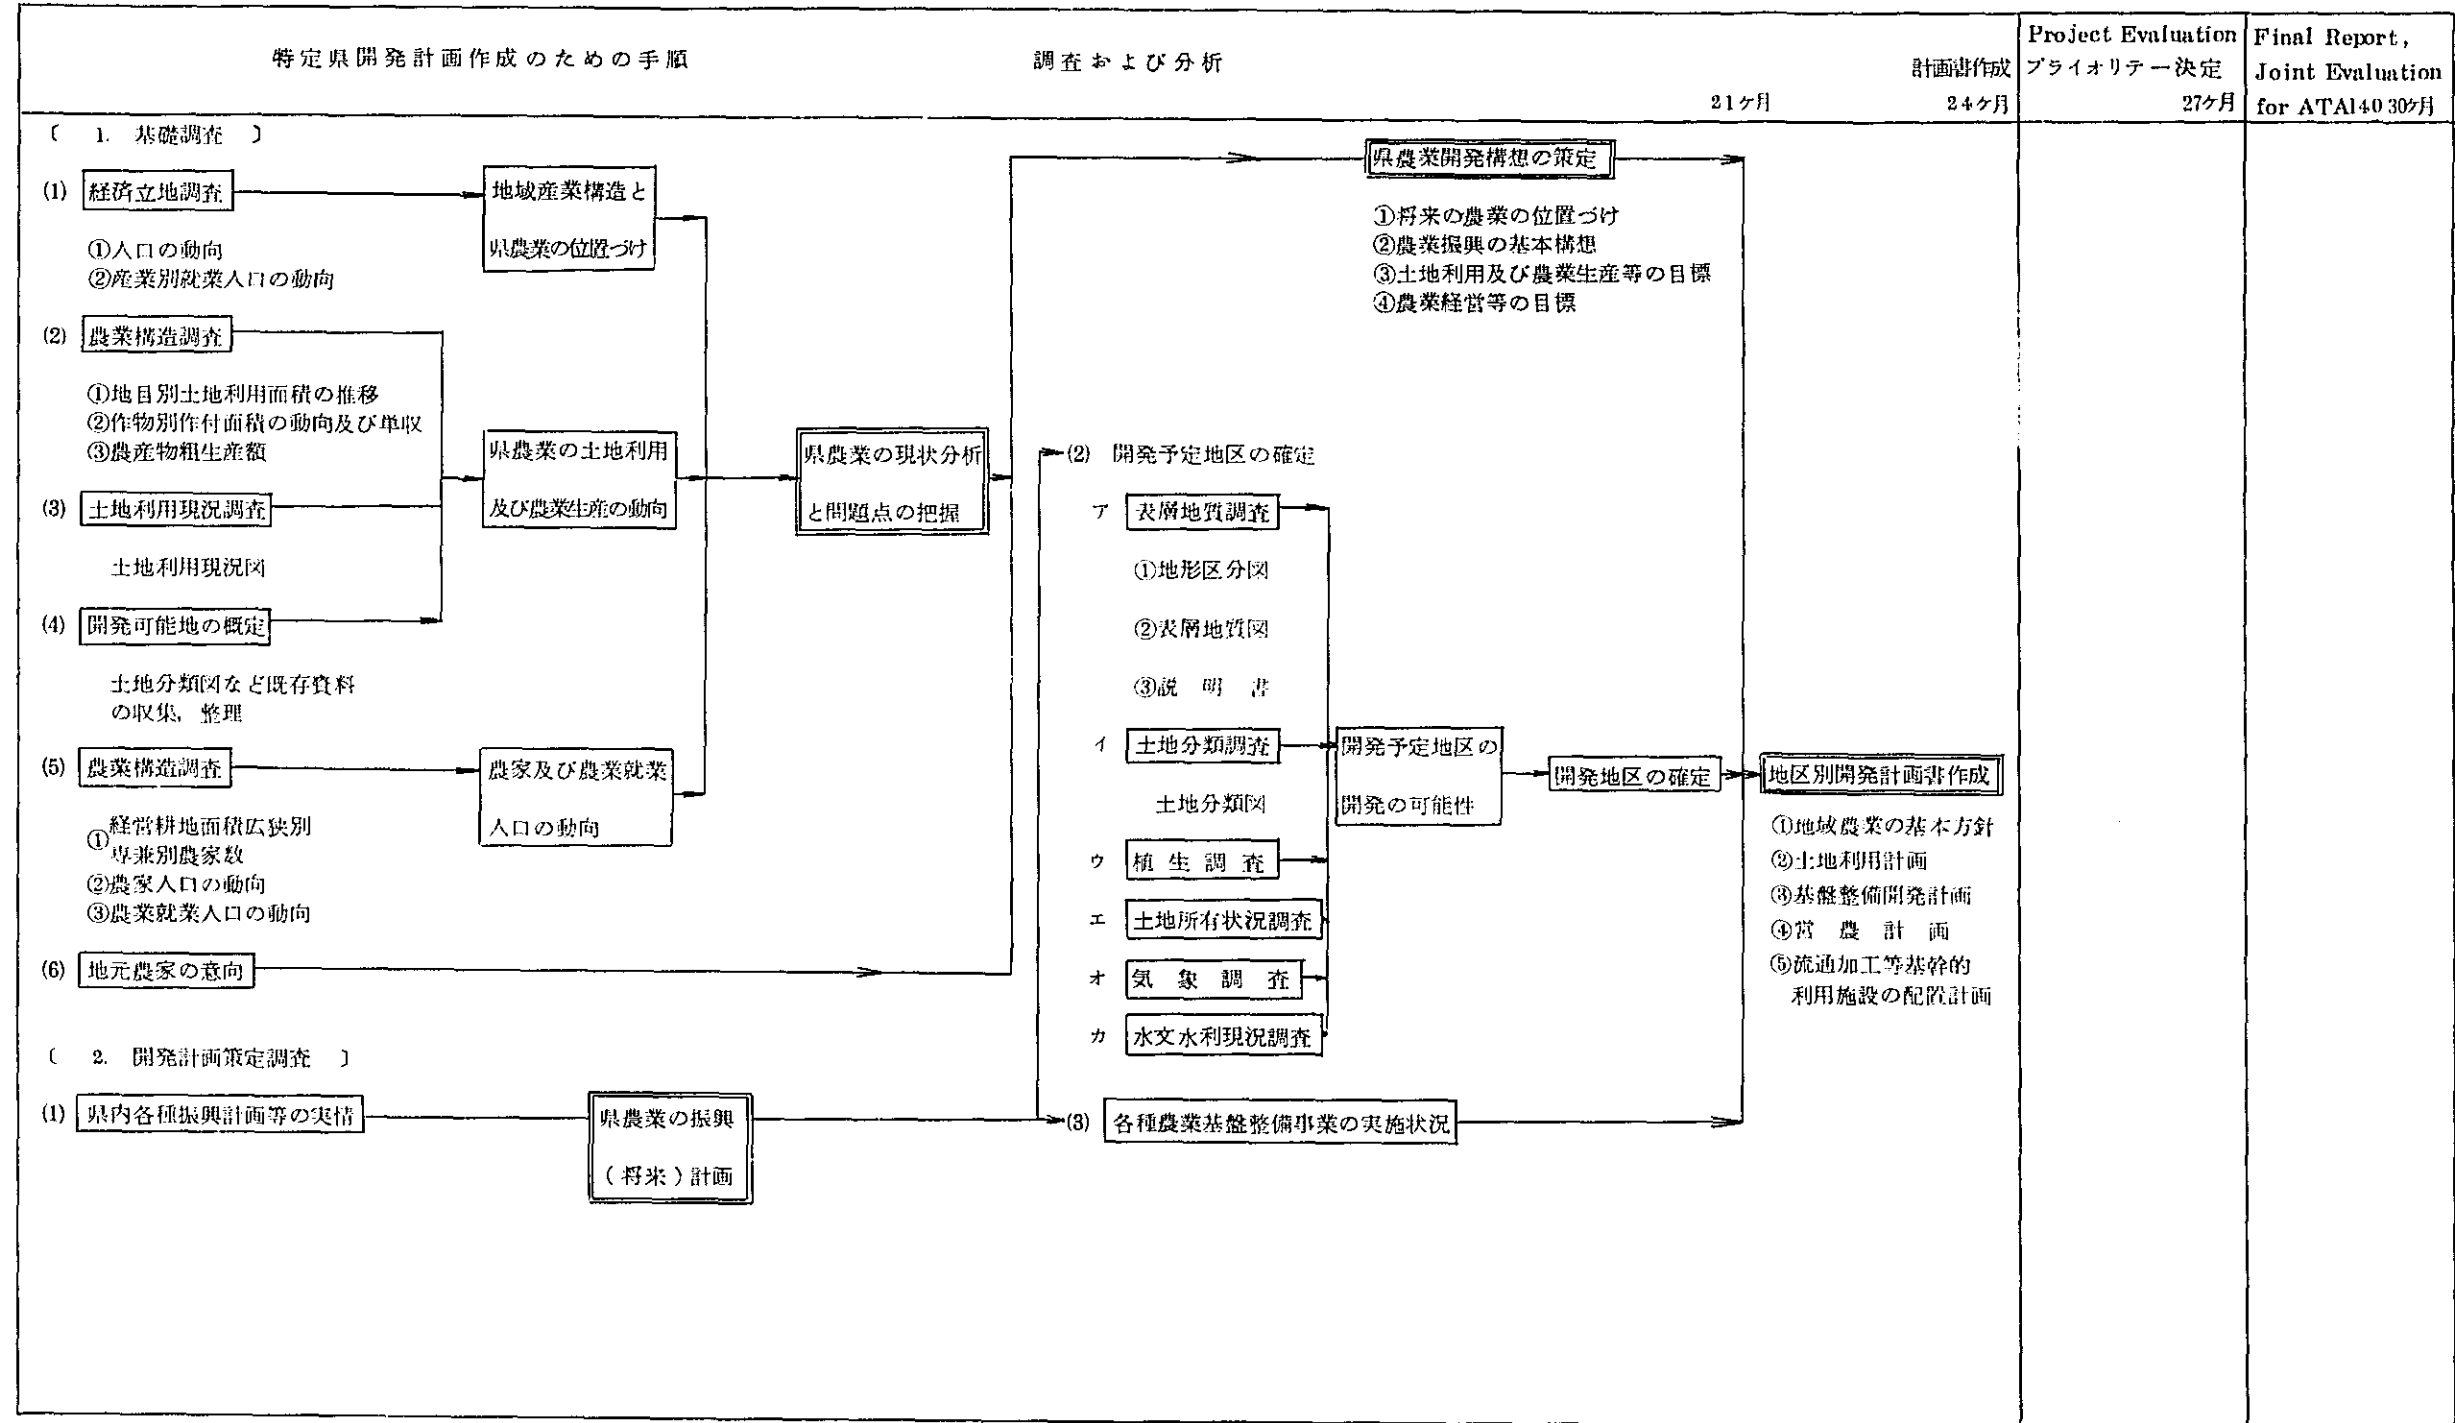 特定県開発計画作成のための手順
調査および分析
21ケ月
計画書作成
24ケ月
Project Evaluation
プライオリテー決定
27ケ月
Final Report,
Joint Evaluation
for ATA140 30ケ月
〔 1. 基礎調査 〕
(1) 経済立地調査
①人口の動向
②産業別就業人口の動向
地域産業構造と
県農業の位置づけ
(2) 農業構造調査
①地目別土地利用面積の推移
②作物別作付面積の動向及び単収
③農産物粗生産額
(3) 土地利用現況調査
土地利用現況図
(4) 開発可能地の概定
土地分類図など既存資料
の収集, 整理
県農業の土地利用
及び農業生産の動向
(5) 農業構造調査
①経営耕地面積広狭別
専兼別農家数
②農家人口の動向
③農業就業人口の動向
農家及び農業就業
人口の動向
(6) 地元農家の意向
県農業の現状分析
と問題点の把握
県農業開発構想の策定
①将来の農業の位置づけ
②農業振興の基本構想
③土地利用及び農業生産等の目標
④農業経営等の目標
〔 2. 開発計画策定調査 〕
(1) 県内各種振興計画等の実情
県農業の振興
(将来)計画
(2) 開発予定地区の確定
ア 表層地質調査
①地形区分図
②表層地質図
③説 明 書
イ 土地分類調査
土地分類図
ウ 植 生 調 査
エ 土地所有状況調査
オ 気 象 調 査
カ 水文水利現況調査
開発予定地区の
開発の可能性
開発地区の確定
(3) 各種農業基盤整備事業の実施状況
地区別開発計画書作成
①地域農業の基本方針
②土地利用計画
③基盤整備開発計画
④営 農 計 画
⑤流通加工等基幹的
利用施設の配置計画